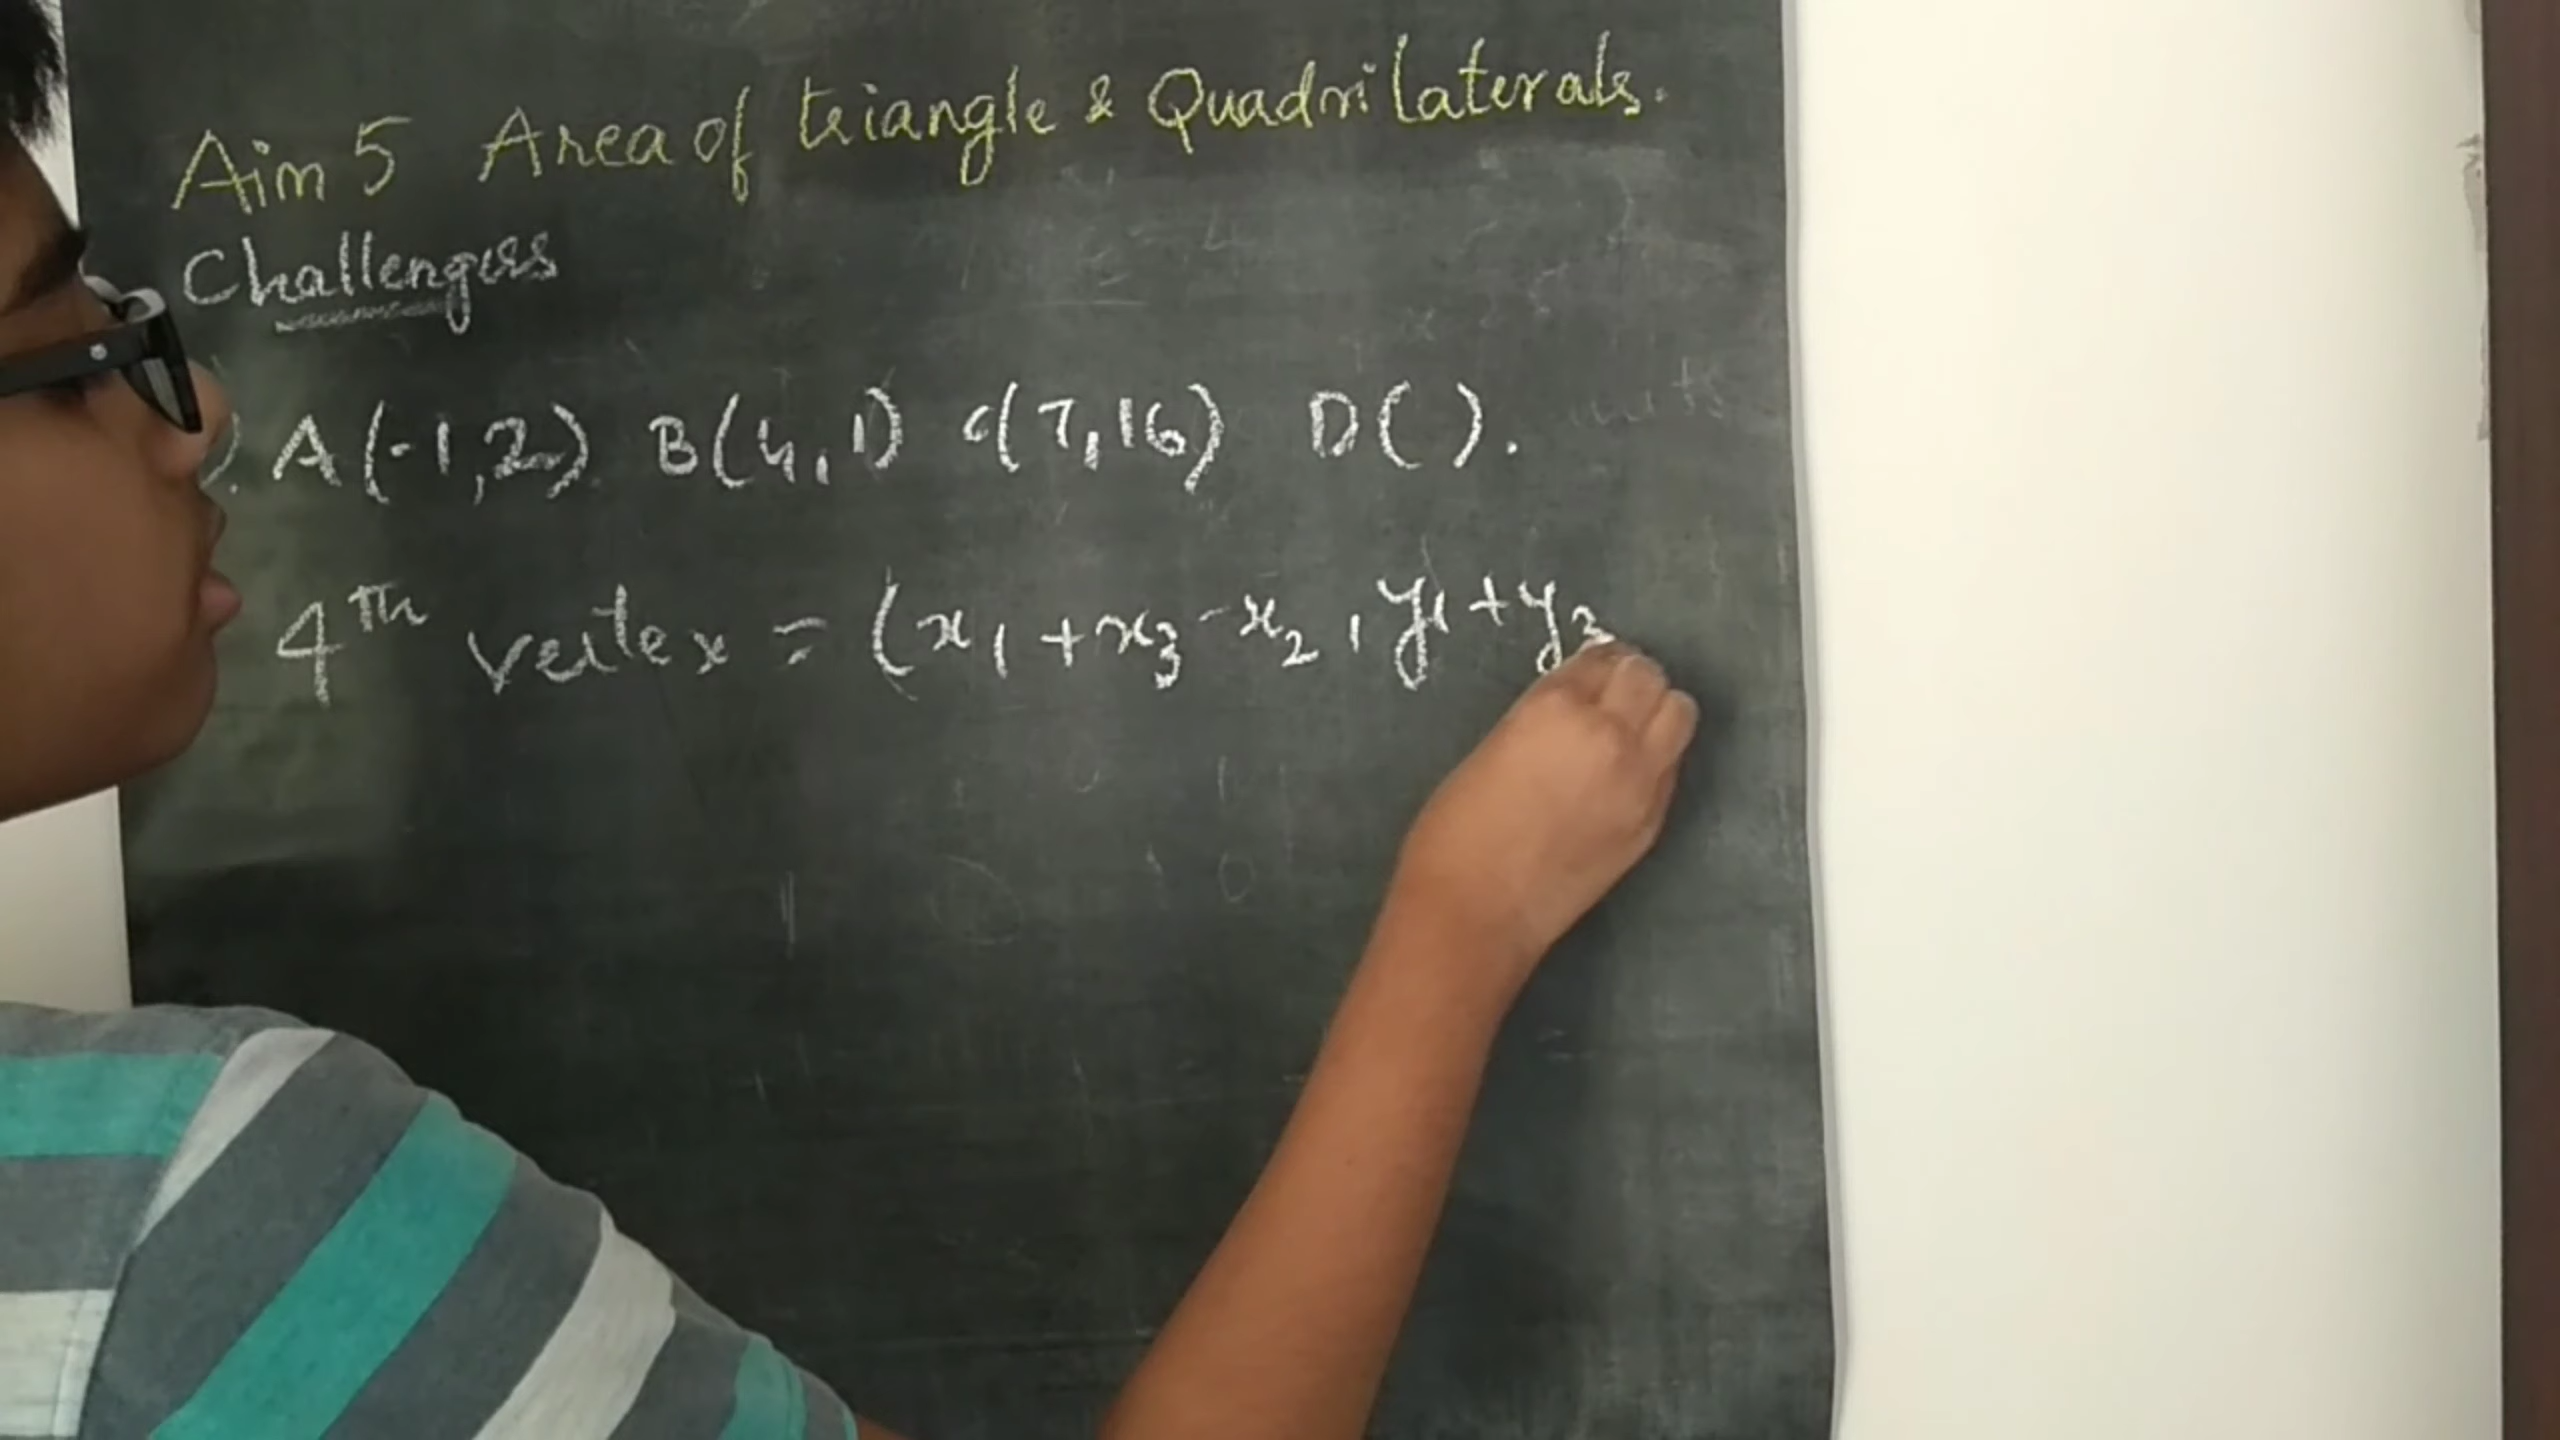 Aim 5 Area of triangle & Quadrilaterals.
Challenges
). A(-1,2) B(4,1) C(7,16) D( ).
4Th vertex = (x₁+x₃-x₂, y₁+y₃